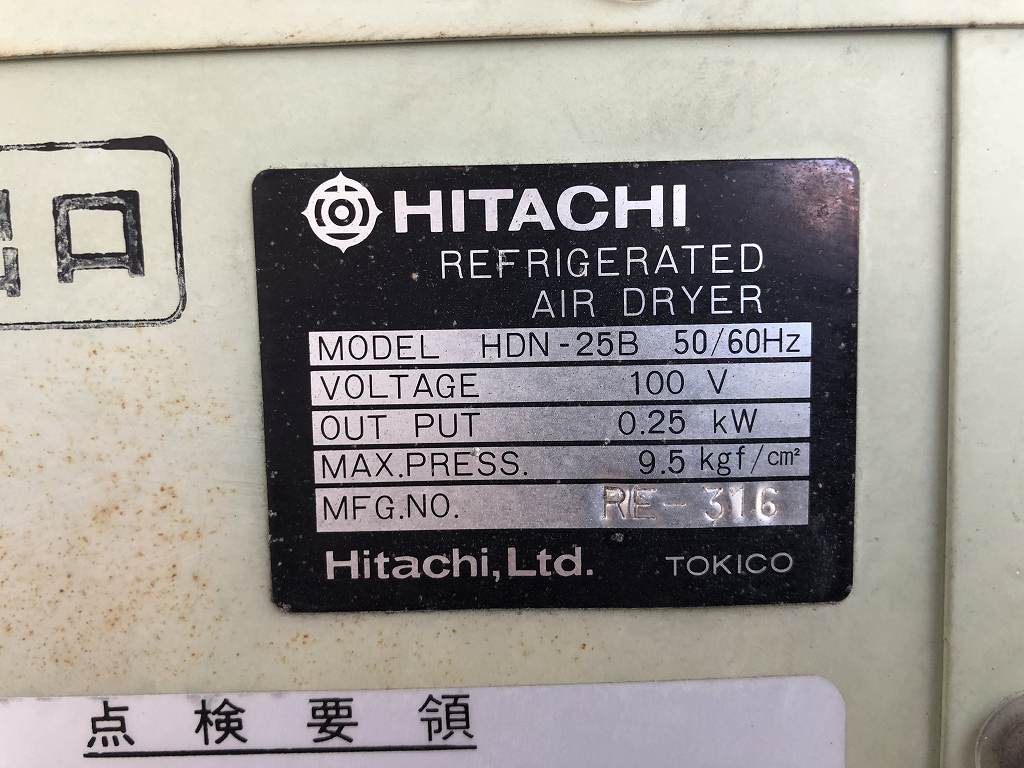 口
HITACHI
REFRIGERATED
AIR DRYER
MODEL HDN-25B 50/60Hz
VOLTAGE 100 V
OUT PUT 0.25 kW
MAX.PRESS. 9.5 kgf/cm²
MFG.NO. RE-316
Hitachi,Ltd. TOKICO
点検要領